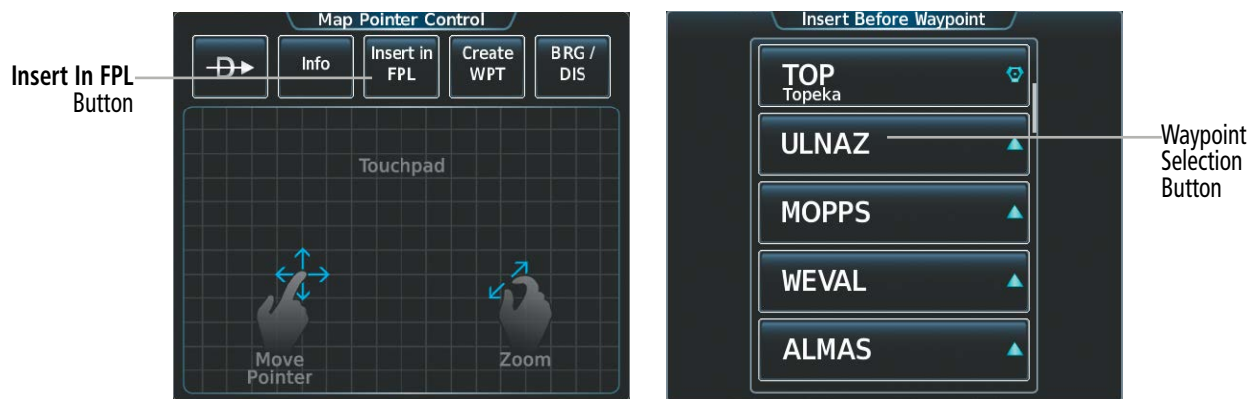 Map Pointer Control
Info
Insert in
FPL
Create
WPT
BRG /
DIS
Insert In FPL
Button
Touchpad
Move
Pointer
Zoom
Insert Before Waypoint
TOP
Topeka
ULNAZ
MOPPS
WEVAL
ALMAS
Waypoint
Selection
Button